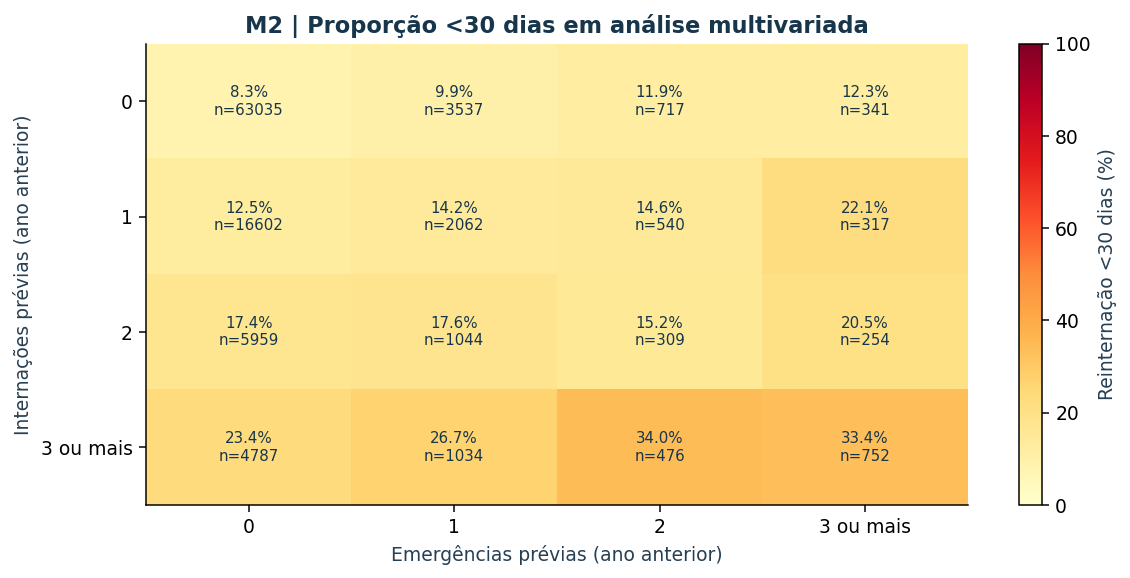 M2 | Proporção <30 dias em análise multivariada
Internações prévias (ano anterior)
0
8.3%
n=63035
9.9%
n=3537
11.9%
n=717
12.3%
n=341
1
12.5%
n=16602
14.2%
n=2062
14.6%
n=540
22.1%
n=317
2
17.4%
n=5959
17.6%
n=1044
15.2%
n=309
20.5%
n=254
3 ou mais
23.4%
n=4787
26.7%
n=1034
34.0%
n=476
33.4%
n=752
0
1
2
3 ou mais
Emergências prévias (ano anterior)
100
80
60
40
20
0
Reinternação <30 dias (%)